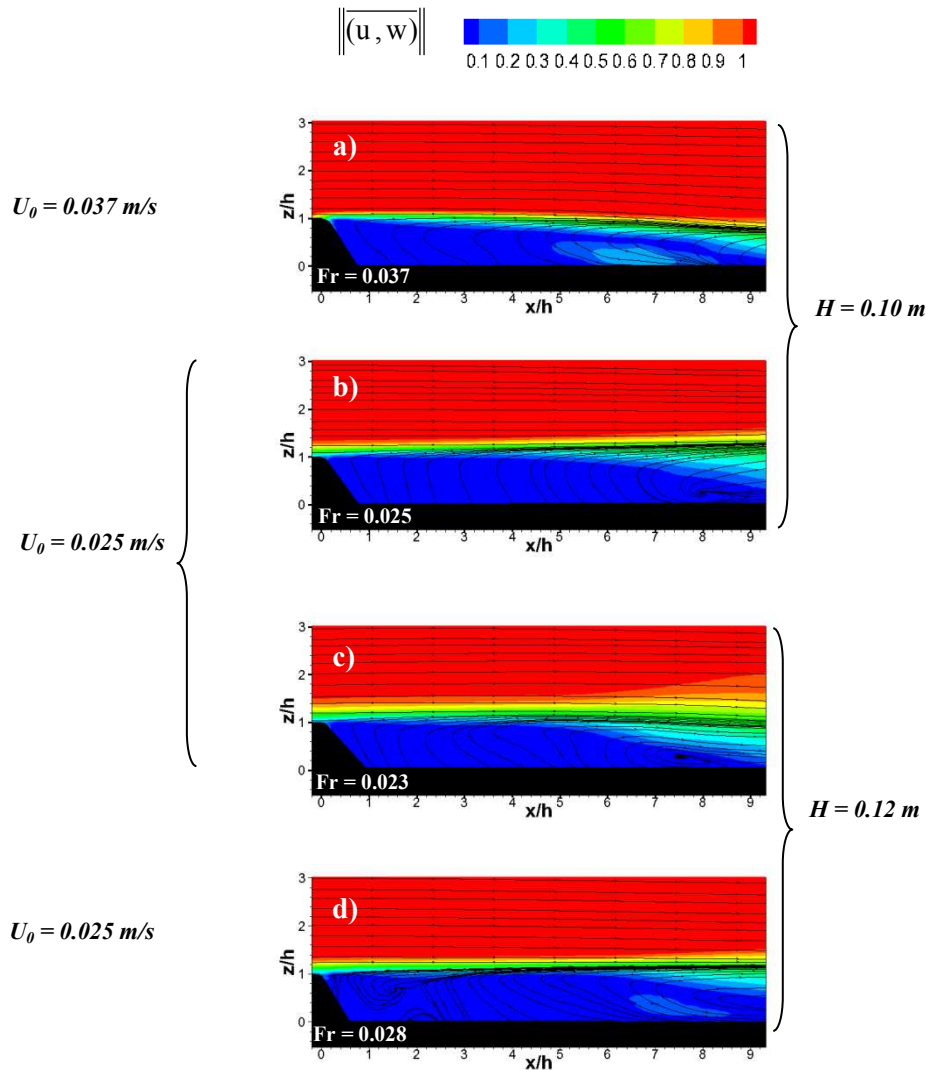 ‖(u , w)‖
0.1 0.2 0.3 0.4 0.5 0.6 0.7 0.8 0.9 1
U0 = 0.037 m/s
a)
z/h
3
2
1
0
Fr = 0.037
0 1 2 3 4 5 6 7 8 9
x/h
H = 0.10 m
b)
z/h
3
2
1
0
Fr = 0.025
0 1 2 3 4 5 6 7 8 9
x/h
U0 = 0.025 m/s
c)
z/h
3
2
1
0
Fr = 0.023
0 1 2 3 4 5 6 7 8 9
x/h
H = 0.12 m
U0 = 0.025 m/s
d)
z/h
3
2
1
0
Fr = 0.028
0 1 2 3 4 5 6 7 8 9
x/h